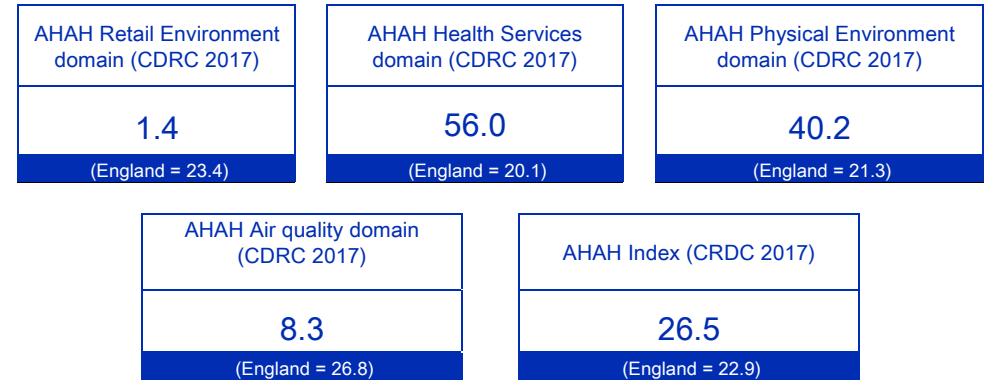 AHAH Retail Environment
domain (CDRC 2017)
1.4
(England = 23.4)
AHAH Health Services
domain (CDRC 2017)
56.0
(England = 20.1)
AHAH Physical Environment
domain (CDRC 2017)
40.2
(England = 21.3)
AHAH Air quality domain
(CDRC 2017)
8.3
(England = 26.8)
AHAH Index (CRDC 2017)
26.5
(England = 22.9)